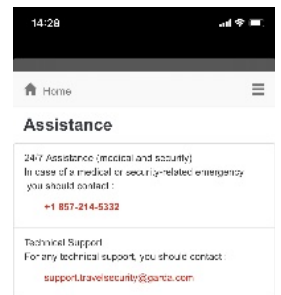 14:28
Home
Assistance
24/7 Assistance (medical and security)
In case of a medical or security-related emergency
you should contact :
+1 857-214-5332
Technical Support
For any technical support, you should contact :
support.travelsecurity@garda.com